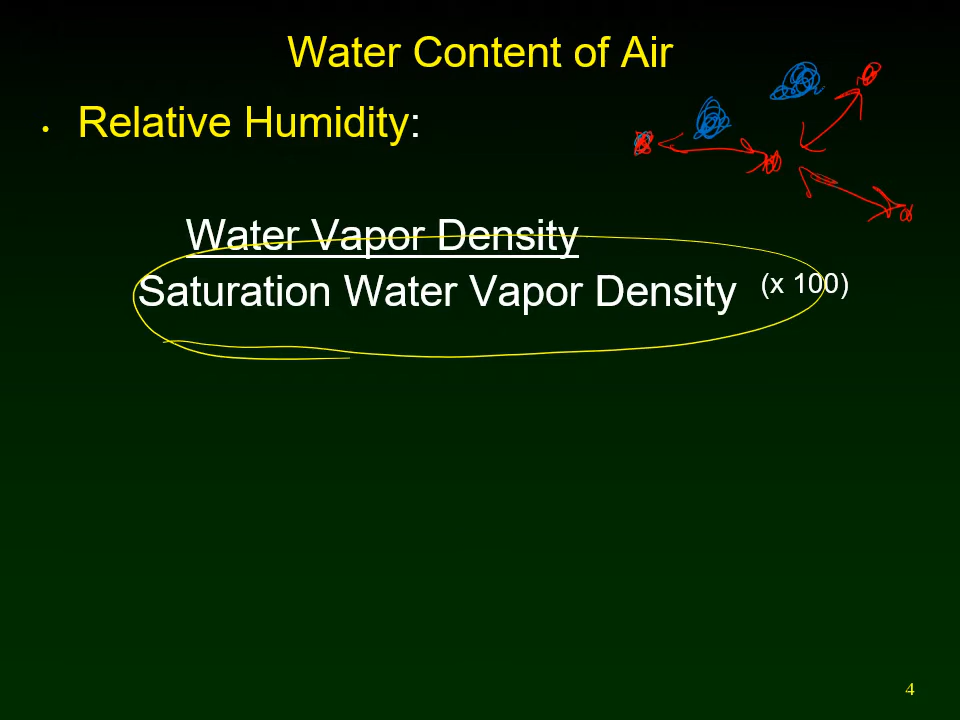 Water Content of Air
• Relative Humidity:
Water Vapor Density
Saturation Water Vapor Density (x 100)
4